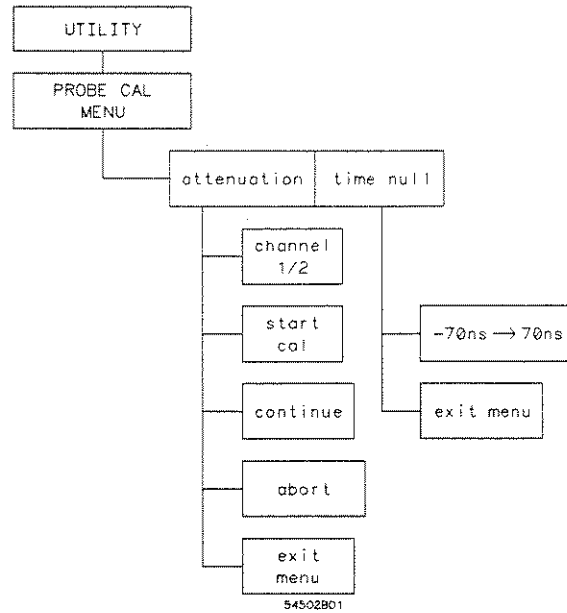 UTILITY
PROBE CAL
MENU
attenuation
time null
channel
1/2
start
cal
-70ns → 70ns
continue
exit menu
abort
exit
menu
54502B01